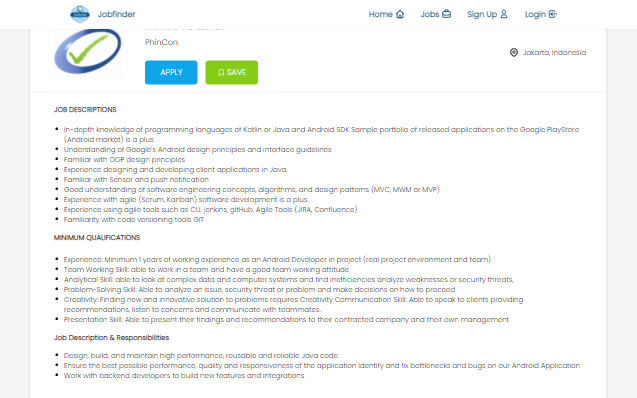 Jobfinder
Home
Jobs
Sign Up
Login
PhinCon
Jakarta, Indonesia
APPLY
SAVE
JOB DESCRIPTIONS
In-depth knowledge of programming languages of Kotlin or Java and Android SDK Sample portfolio of released applications on the Google PlayStore
(Android market) is a plus
Understanding of Google's Android design principles and interface guidelines
Familiar with OOP design principles
Experience designing and developing client applications in Java.
Familiar with Sensor and push notification
Good understanding of software engineering concepts, algorithms, and design patterns (MVC, MWM or MVP)
Experience with agile (Scrum, Kanban) software development is a plus.
Experience using agile tools such as CU, jenkins, gitHub, Agile Tools (JIRA, Confluence)
Familiarity with code versioning tools GIT
MINIMUM QUALIFICATIONS
Experience: Minimum 1 years of working experience as an Android Developer in project (real project environment and team)
Team Working Skill: able to work in a team and have a good team working attitude
Analytical Skill: able to look at complex data and computer systems and find inefficiencies analyze weaknesses or security threats,
Problem-Solving Skill: Able to analyze an issue, security threat or problem and make decisions on how to proceed
Creativity: Finding new and innovative solution to problems requires Creativity Communication Skill: Able to speak to clients providing
recommendations, listen to concerns and communicate with teammates.
Presentation Skill: Able to present their findings and recommendations to their contracted company and their own management
Job Description & Responsibilities
Design, build, and maintain high performance, reusable and reliable Java code
Ensure the best possible performance, quality and responsiveness of the application Identify and fix bottlenecks and bugs on our Android Application
Work with backend developers to build new features and integrations